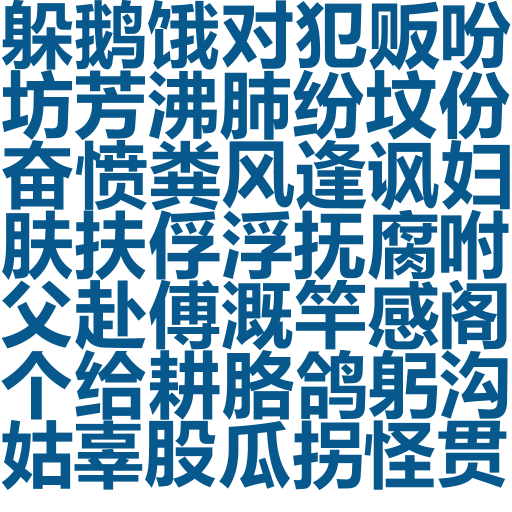 躲鹅饿对犯贩吩
坊芳沸肺纷坟份
奋愤粪风逢讽妇
肤扶俘浮抚腐咐
父赴傅溉竿感阁
个给耕胳鸽躬沟
姑辜股瓜拐怪贯